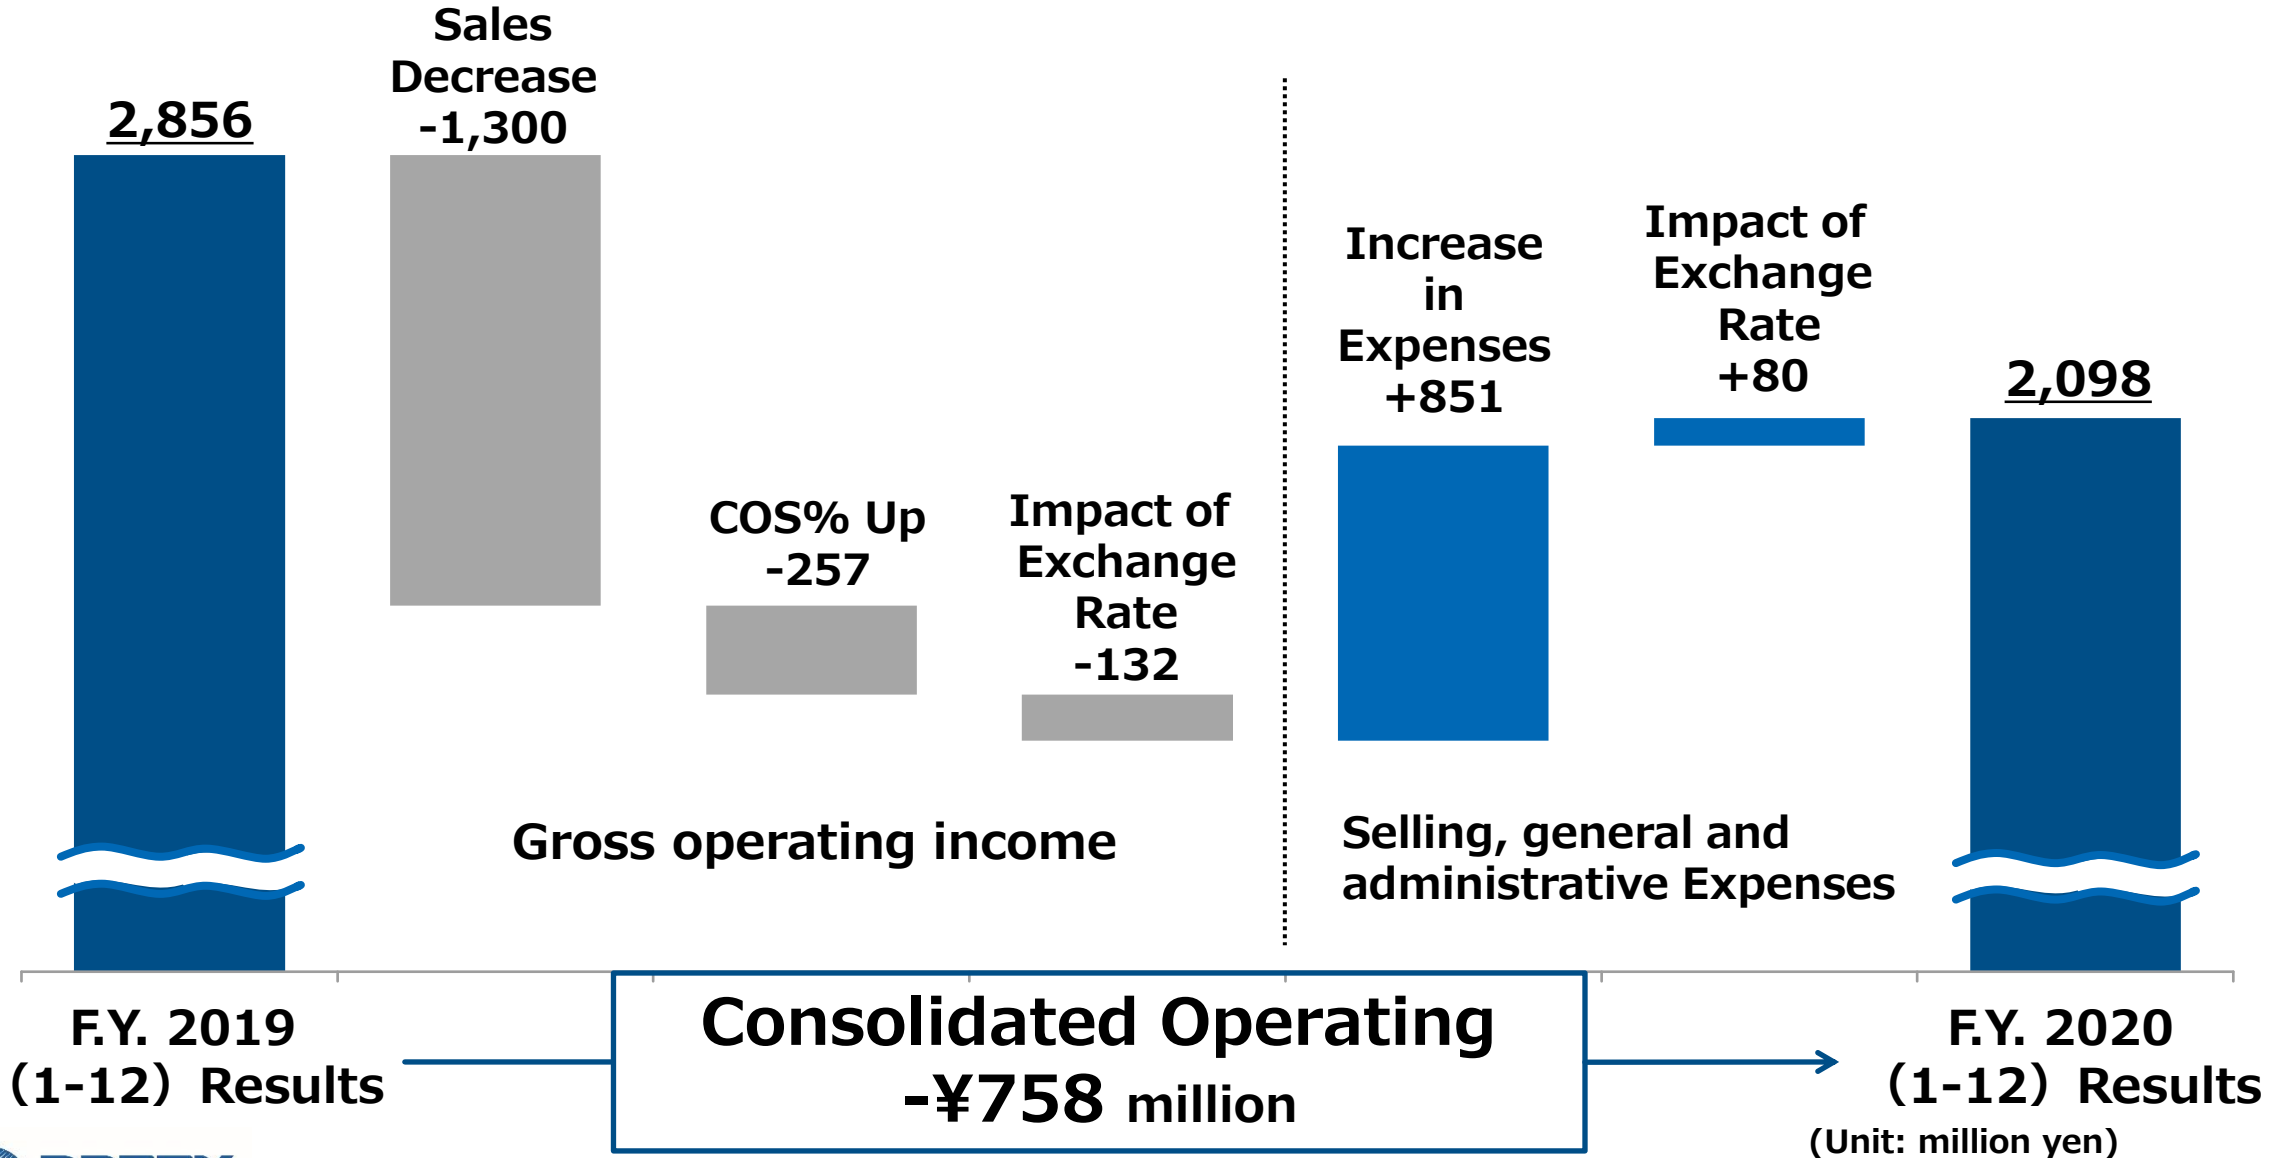 2,856
Sales
Decrease
-1,300
COS% Up
-257
Impact of
Exchange
Rate
-132
Increase
in
Expenses
+851
Impact of
Exchange
Rate
+80
2,098
Gross operating income
Selling, general and
administrative Expenses
F.Y. 2019
(1-12) Results
Consolidated Operating
-¥758 million
F.Y. 2020
(1-12) Results
(Unit: million yen)